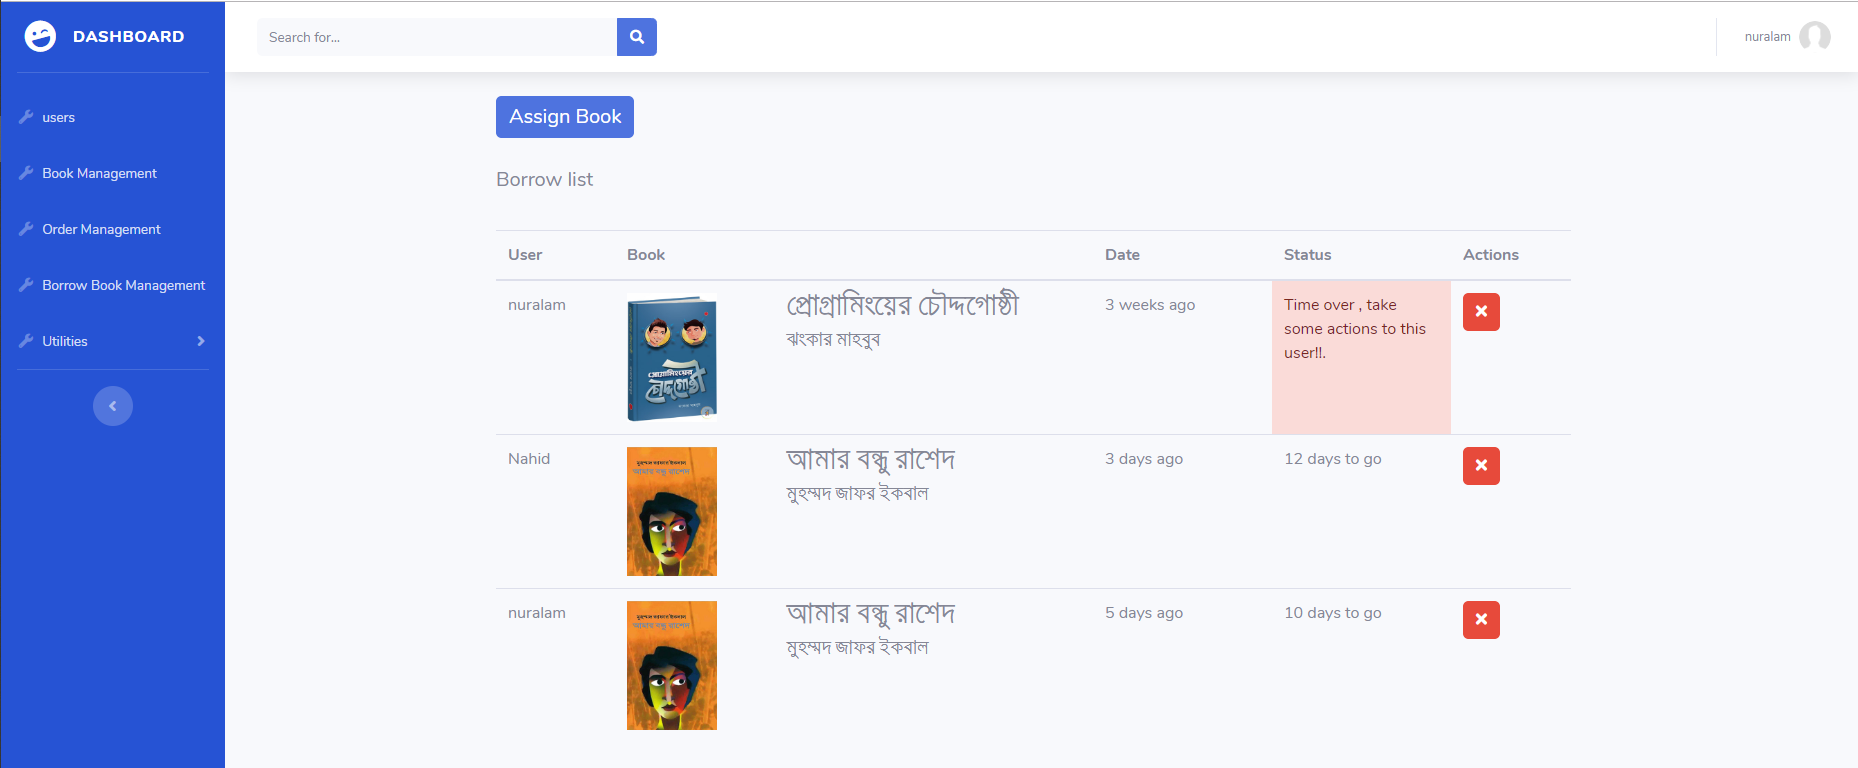 DASHBOARD
Search for...
nuralam
users
Book Management
Order Management
Borrow Book Management
Utilities
Assign Book
Borrow list
User Book Date Status Actions
nuralam
প্রোগ্রামিংয়ের চৌদ্দগোষ্ঠী
ঝংকার মাহবুব
3 weeks ago
Time over , take
some actions to this
user!!.
প্রোগ্রামিংয়ের
চৌদ্দগোষ্ঠী
Nahid
মুহম্মদ জাফর ইকবাল
আমার বন্ধু রাশেদ
আমার বন্ধু রাশেদ
মুহম্মদ জাফর ইকবাল
3 days ago
12 days to go
nuralam
মুহম্মদ জাফর ইকবাল
আমার বন্ধু রাশেদ
আমার বন্ধু রাশেদ
মুহম্মদ জাফর ইকবাল
5 days ago
10 days to go